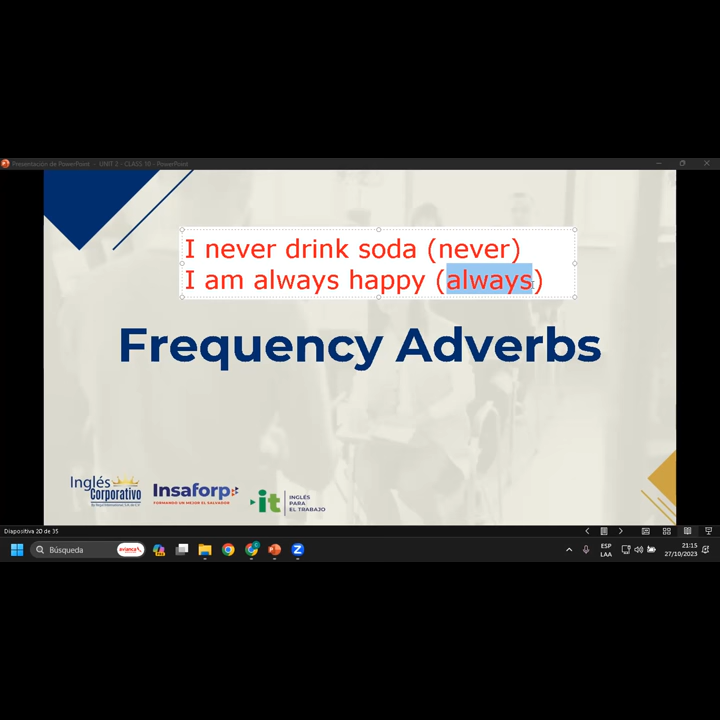 Presentación de PowerPoint - UNIT 2 - CLASS 10 - PowerPoint
I never drink soda (never)
I am always happy (always)
Frequency Adverbs
Inglés
Corporativo
Insaforp
FORMANDO UN MEJOR EL SALVADOR
it
INGLÉS
PARA
EL TRABAJO
Diapositiva 20 de 35
Búsqueda
avianca
ESP
LAA
21:15
27/10/2023